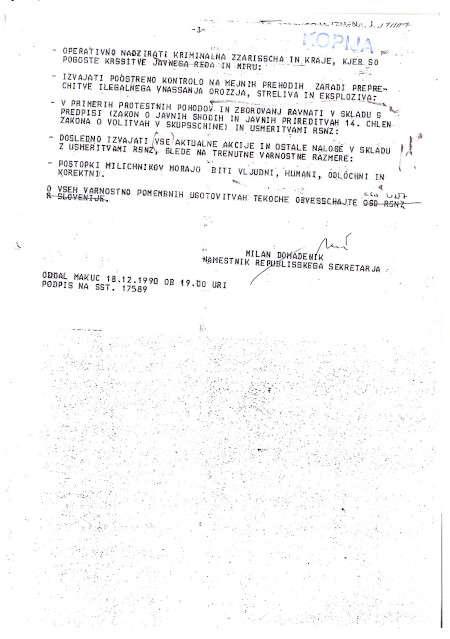 -3-
KOPIJA
- OPERATIVNO NADZIRATI KRIMINALNA ZZARISSCHA IN KRAJE, KJER SO
POGOSTE KRSSITVE JAVNEGA REDA IN MIRU:
- IZVAJATI POOSTRENO KONTROLO NA MEJNIH PREHODIH ZARADI PREPRE-
CHITVE ILEGALNEGA VNASSANJA OROZZJA, STRELIVA IN EKSPLOZIVA:
- V PRIMERIH PROTESTNIH POHODOV IN ZBOROVANJ RAVNATI V SKLADU S
PREDPISI (ZAKON O JAVNIH SHODIH IN JAVNIH PRIREDITVAH 14. CHLEN
ZAKONA O VOLITVAH V SKUPSSCHINE) IN USMERITVAMI RSNZ:
- DOSLEDNO IZVAJATI VSE AKTUALNE AKCIJE IN OSTALE NALOGE V SKLADU
Z USMERITVAMI RSNZ, GLEDE NA TRENUTNE VARNOSTNE RAZMERE:
- POSTOPKI MILICHNIKOV MORAJO BITI VLJUDNI, HUMANI, ODLOCHNI IN
KOREKTNI.
O VSEH VARNOSTNO POMEMBNIH UGOTOVITVAH TEKOCHE OBVESSCHAJTE OSD RSNZ
R SLOVENIJE.
MILAN DOMADENIK
NAMESTNIK REPUBLISSKEGA SEKRETARJA
ODDAL MAKUC 18.12.1990 OB 19.00 URI
PODPIS NA SST. 17589